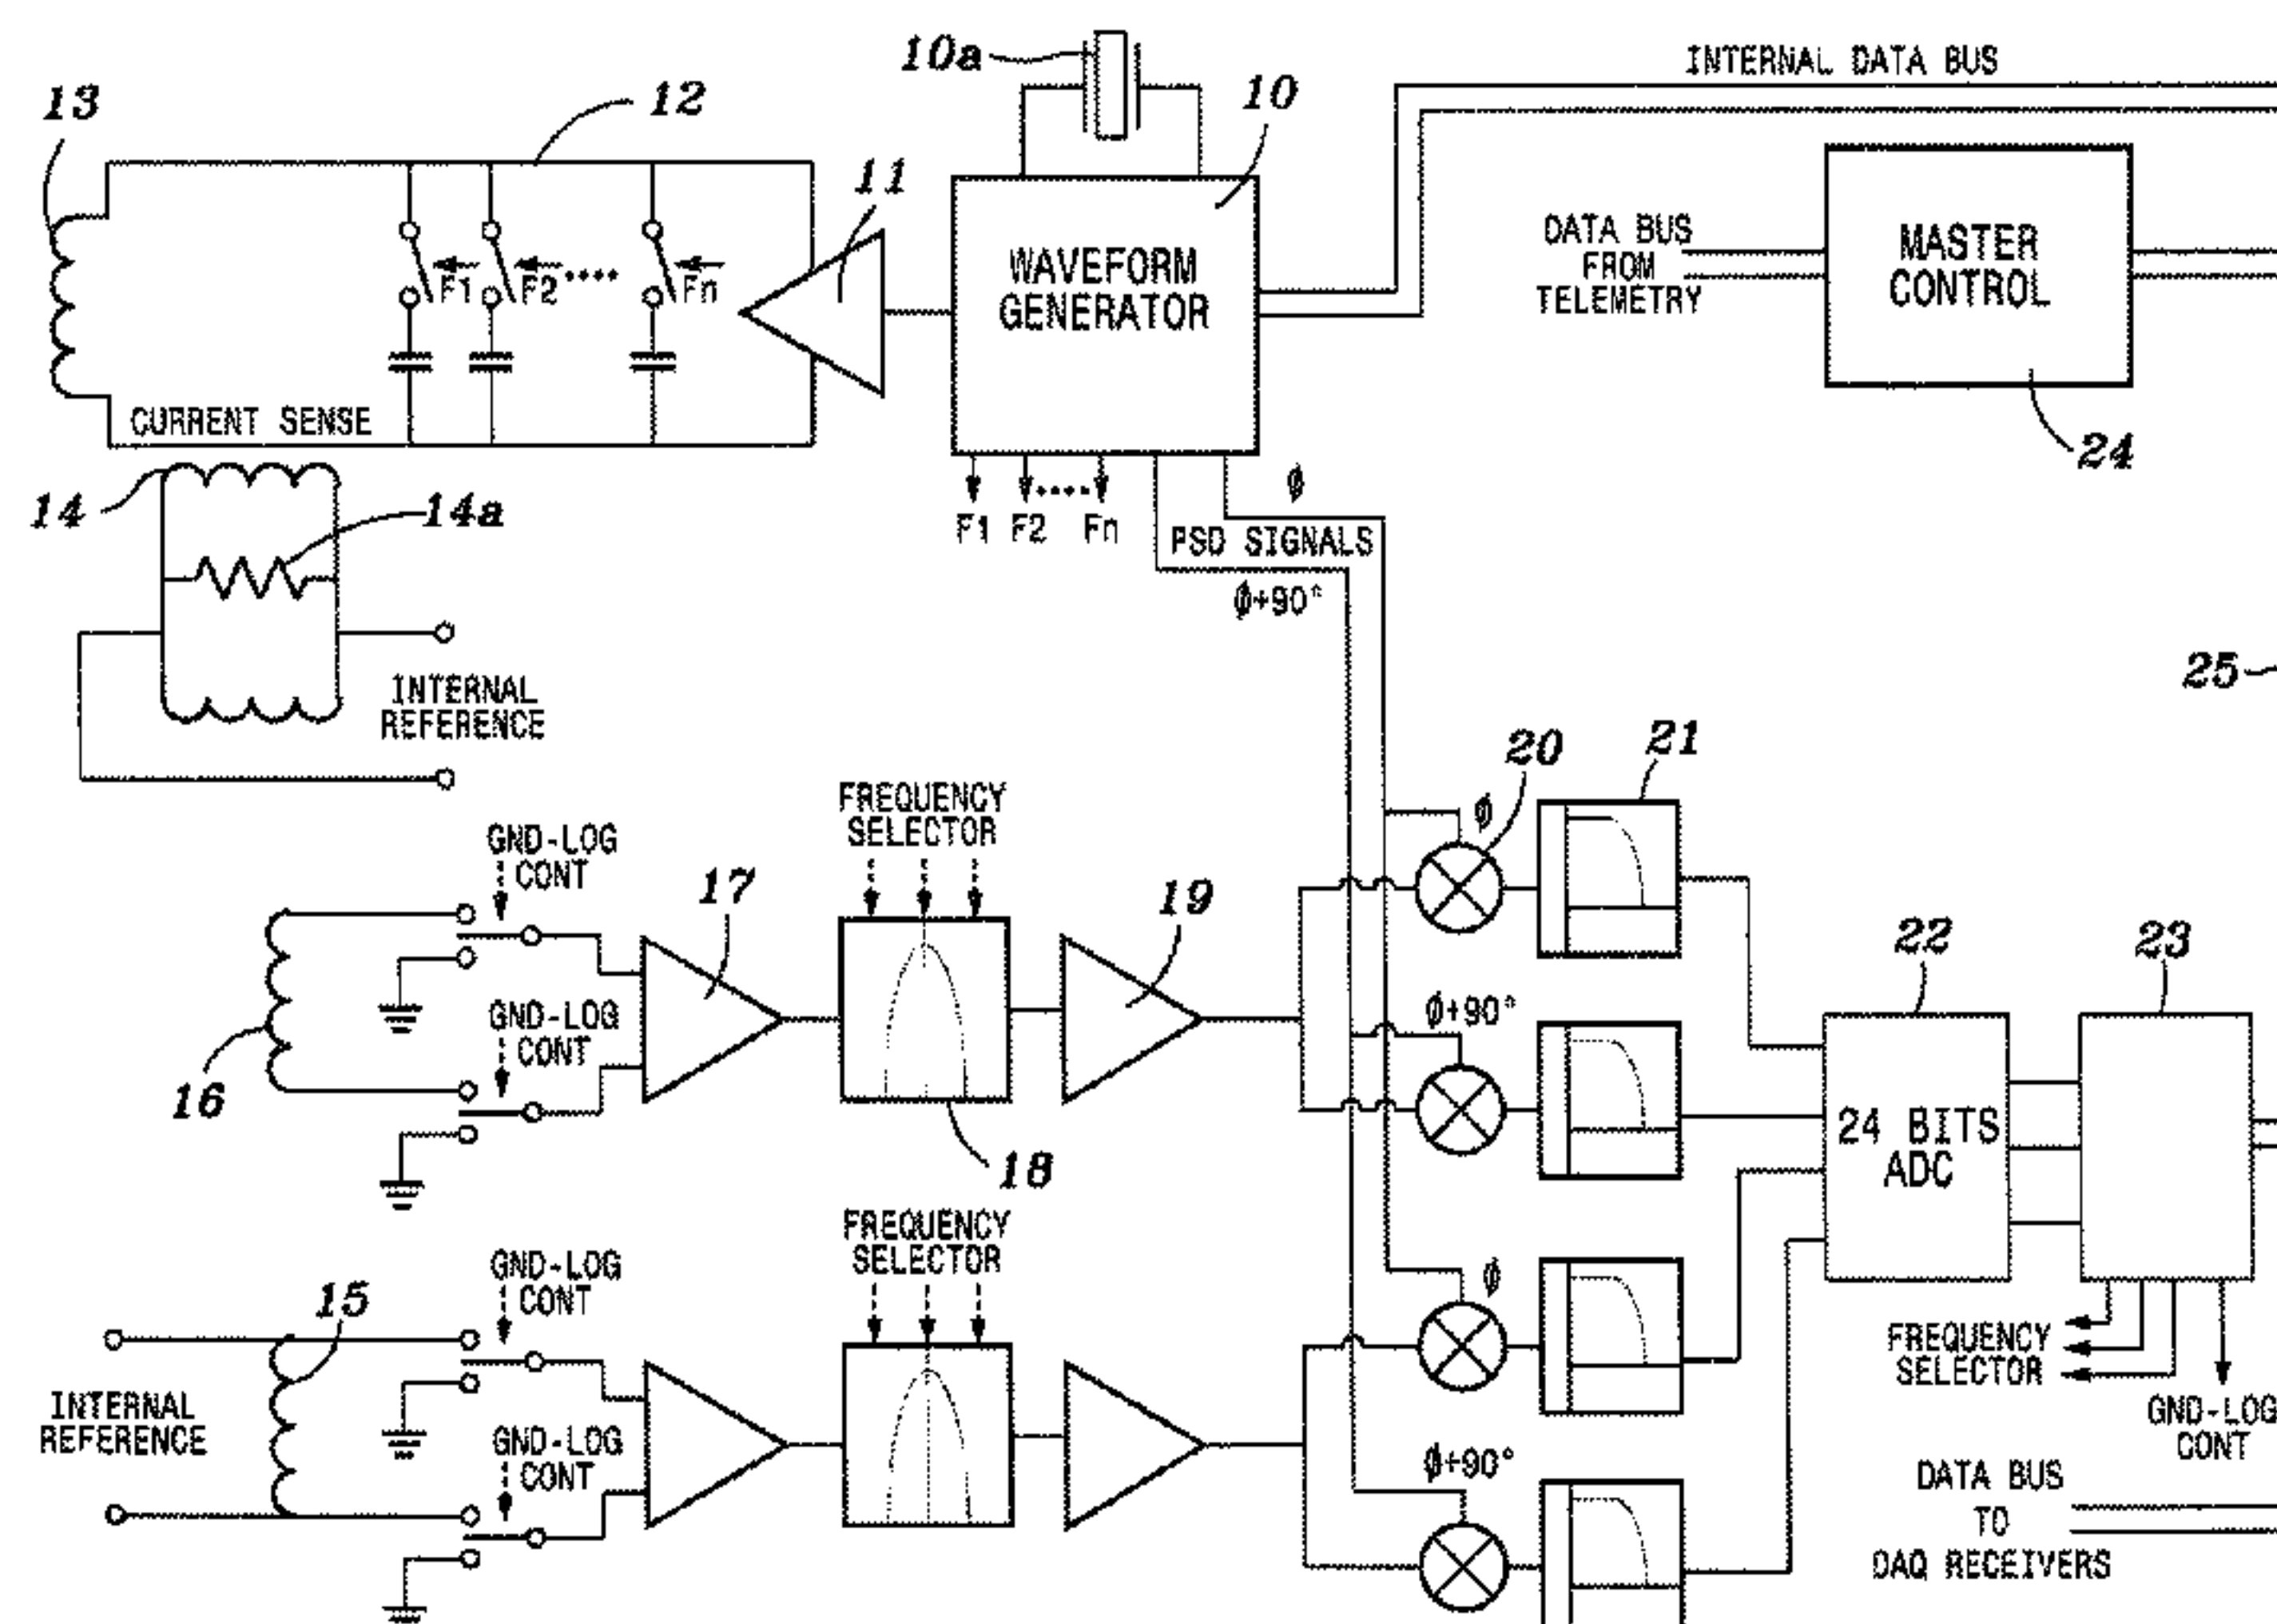 10a
INTERNAL DATA BUS
13
12
10
11
WAVEFORM
GENERATOR
DATA BUS
FROM
TELEMETRY
MASTER
CONTROL
F1
F2
....
Fn
CURRENT SENSE
24
14
14a
F1
F2
....
Fn
ϕ
PSD SIGNALS
ϕ+90°
INTERNAL
REFERENCE
25
20
21
FREQUENCY
SELECTOR
GND-LOG
CONT
17
19
ϕ
22
23
GND-LOG
CONT
16
18
ϕ+90°
24 BITS
ADC
FREQUENCY
SELECTOR
GND-LOG
CONT
15
ϕ
FREQUENCY
SELECTOR
INTERNAL
REFERENCE
GND-LOG
CONT
ϕ+90°
GND-LOG
CONT
DATA BUS
TO
DAQ RECEIVERS